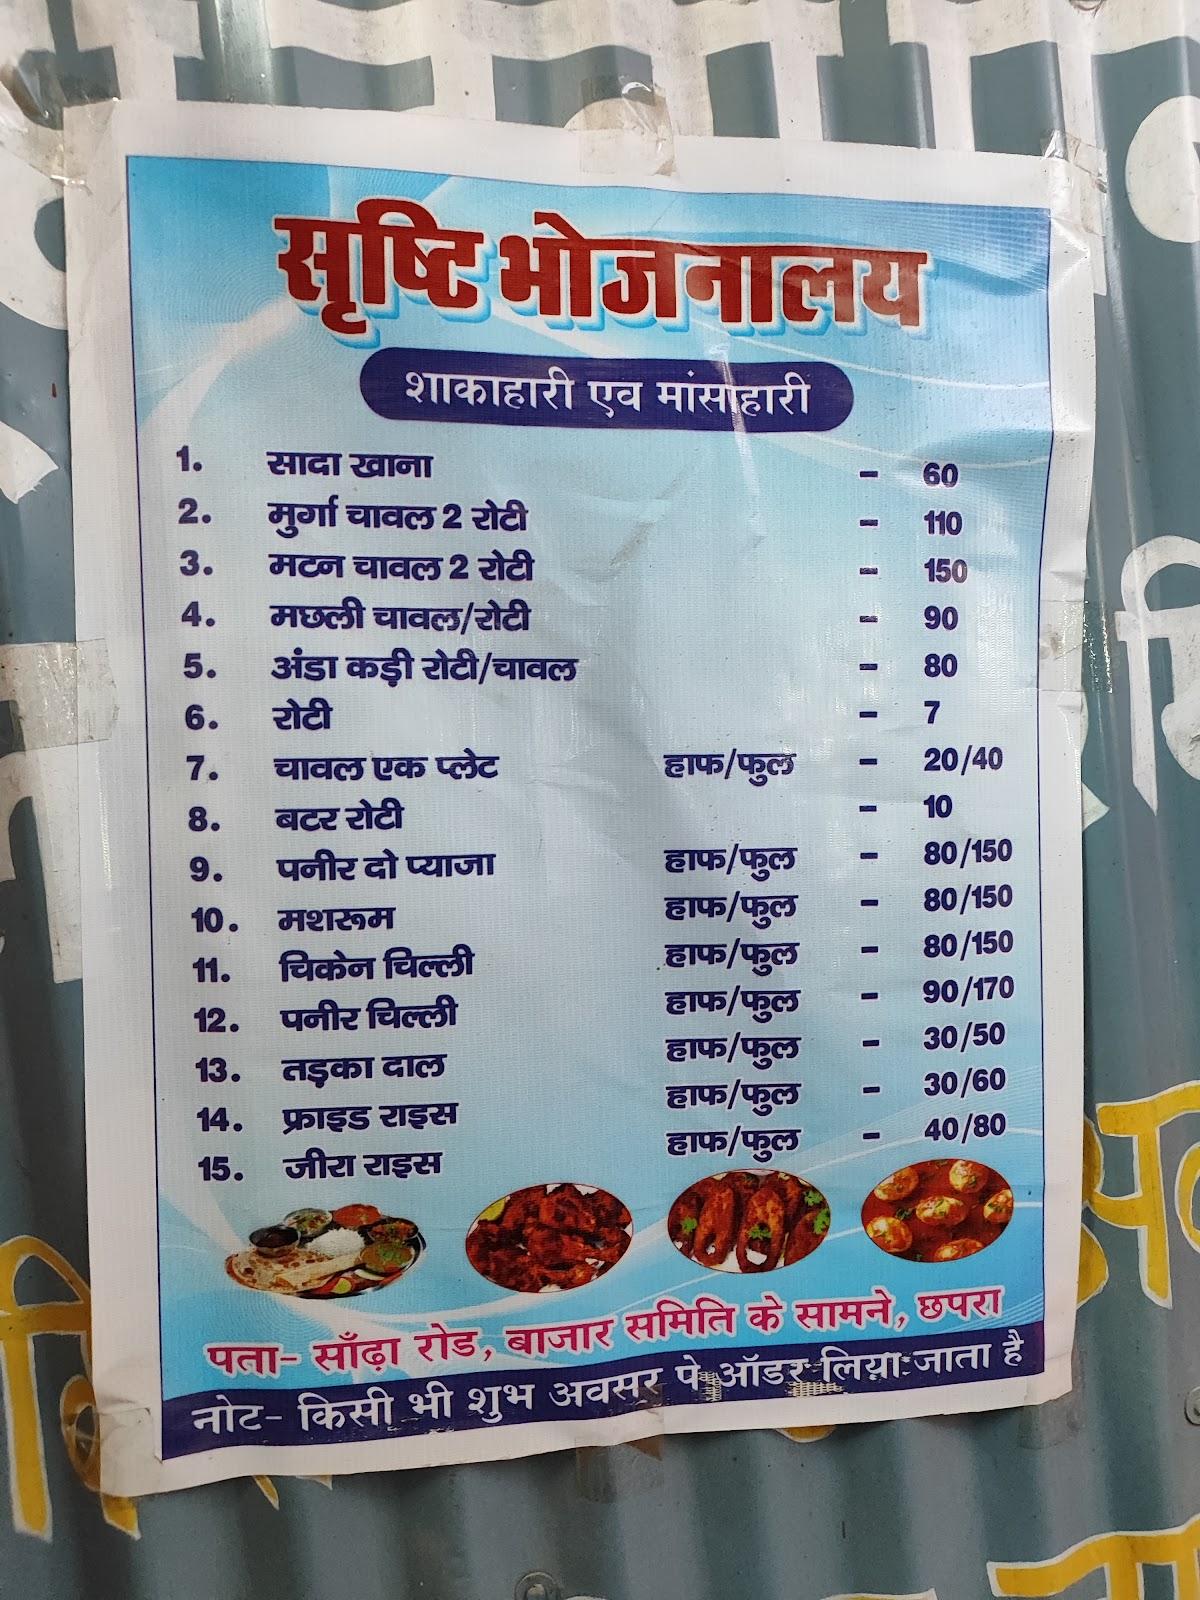 सृष्टि भोजनालय
शाकाहारी एव मांसाहारी
1. सादा खाना - 60
2. मुर्गा चावल 2 रोटी - 110
3. मटन चावल 2 रोटी - 150
4. मछली चावल/रोटी - 90
5. अंडा कड़ी रोटी/चावल - 80
6. रोटी - 7
7. चावल एक प्लेट हाफ/फुल - 20/40
8. बटर रोटी - 10
9. पनीर दो प्याजा हाफ/फुल - 80/150
10. मशरूम हाफ/फुल - 80/150
11. चिकेन चिल्ली हाफ/फुल - 80/150
12. पनीर चिल्ली हाफ/फुल - 90/170
13. तड़का दाल हाफ/फुल - 30/50
14. फ्राइड राइस हाफ/फुल - 30/60
15. जीरा राइस हाफ/फुल - 40/80
पता- साँढ़ा रोड, बाजार समिति के सामने, छपरा
नोट- किसी भी शुभ अवसर पे ऑडर लिया जाता है